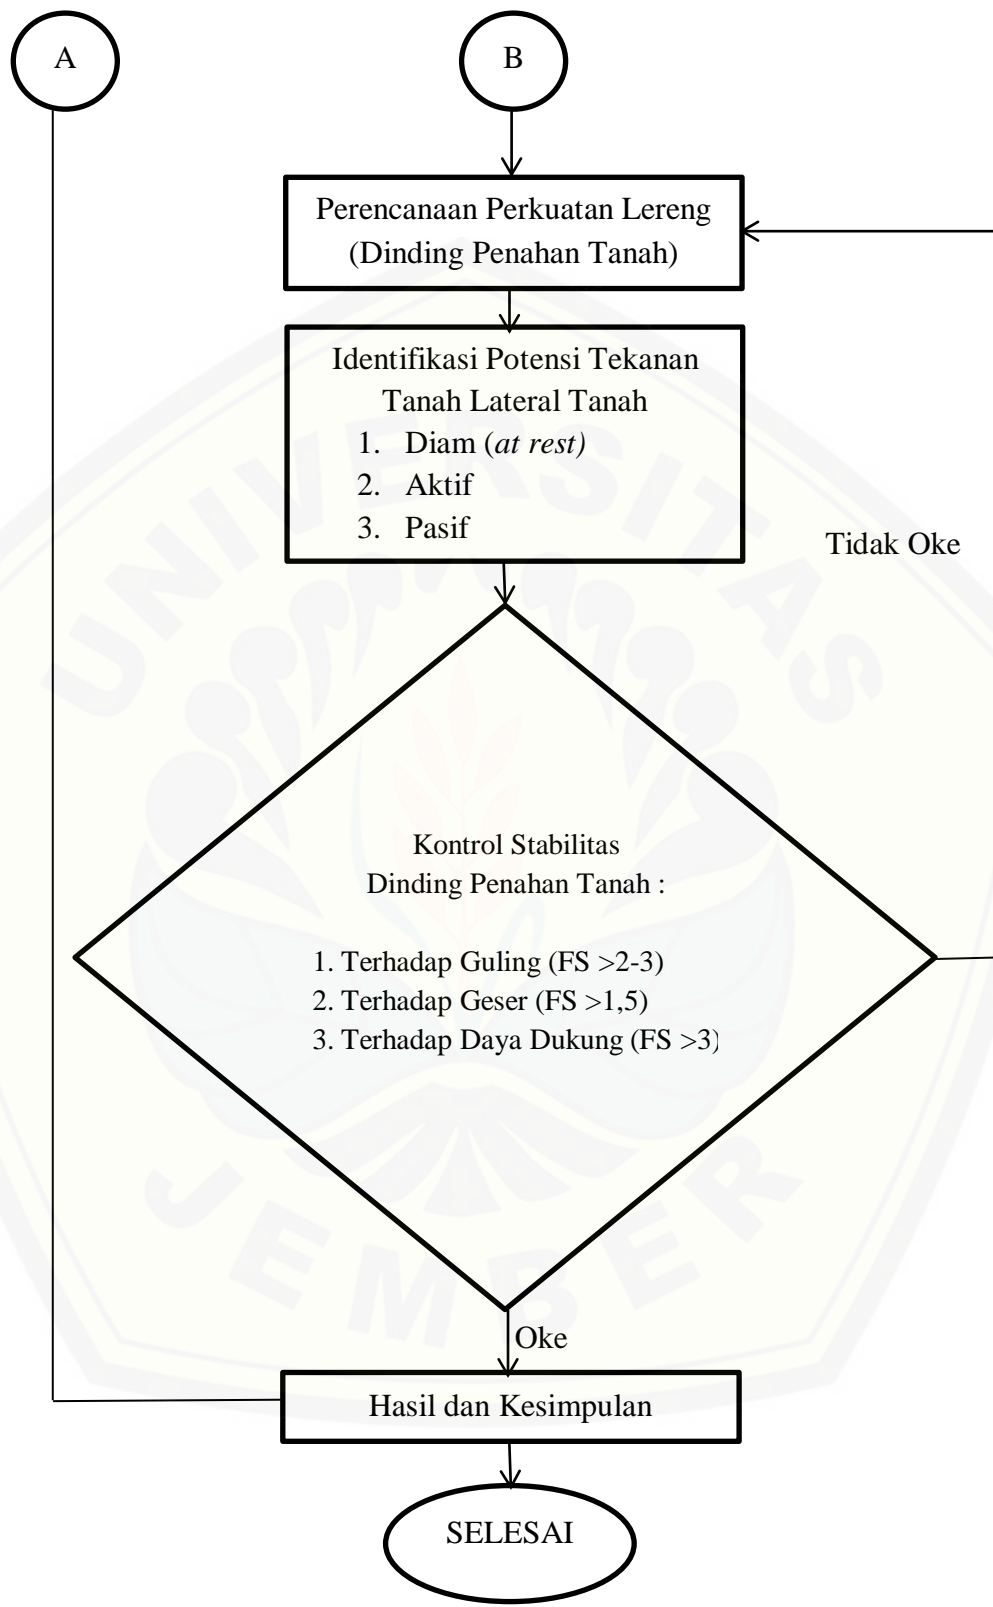 A
B
Perencanaan Perkuatan Lereng
(Dinding Penahan Tanah)
Identifikasi Potensi Tekanan
Tanah Lateral Tanah
1. Diam (at rest)
2. Aktif
3. Pasif
Tidak Oke
Kontrol Stabilitas
Dinding Penahan Tanah :
1. Terhadap Guling (FS >2-3)
2. Terhadap Geser (FS >1,5)
3. Terhadap Daya Dukung (FS >3)
Oke
Hasil dan Kesimpulan
SELESAI
UNIVERSITAS
JEMBER